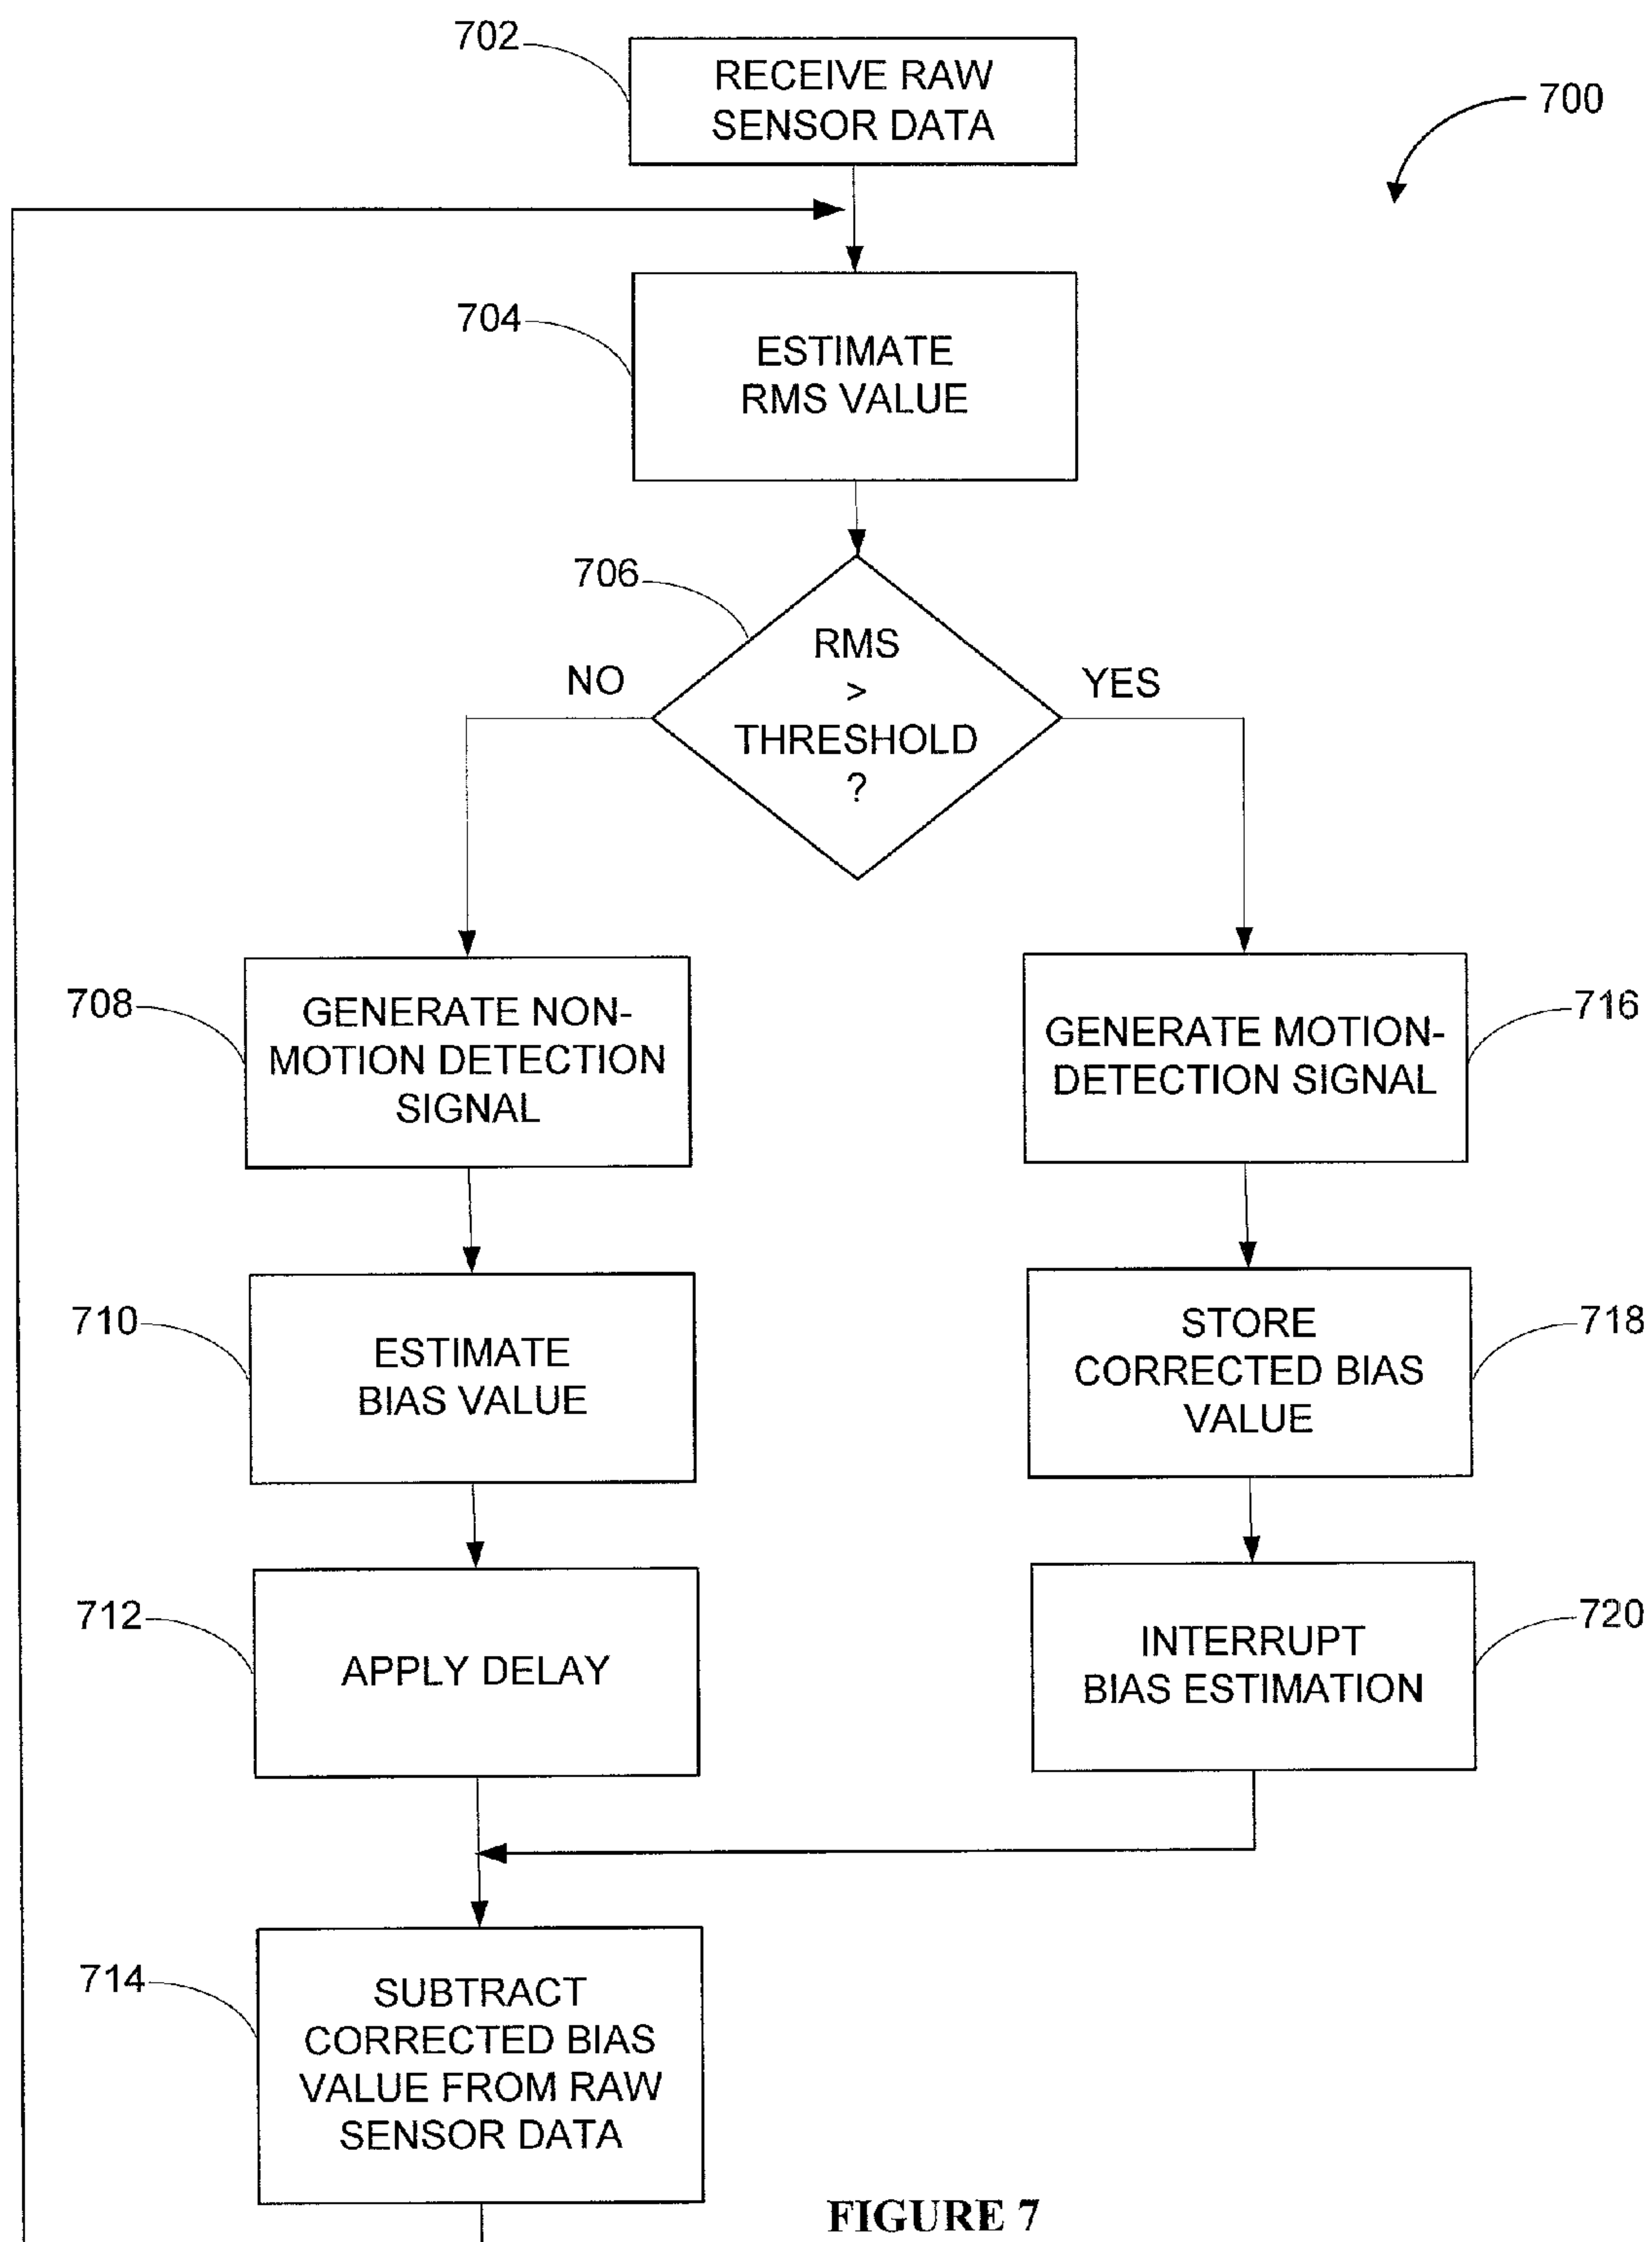 702
RECEIVE RAW
SENSOR DATA
700
704
ESTIMATE
RMS VALUE
706
RMS
>
THRESHOLD
?
NO
YES
708
GENERATE NON-
MOTION DETECTION
SIGNAL
GENERATE MOTION-
DETECTION SIGNAL
716
710
ESTIMATE
BIAS VALUE
STORE
CORRECTED BIAS
VALUE
718
712
APPLY DELAY
INTERRUPT
BIAS ESTIMATION
720
714
SUBTRACT
CORRECTED BIAS
VALUE FROM RAW
SENSOR DATA
FIGURE 7